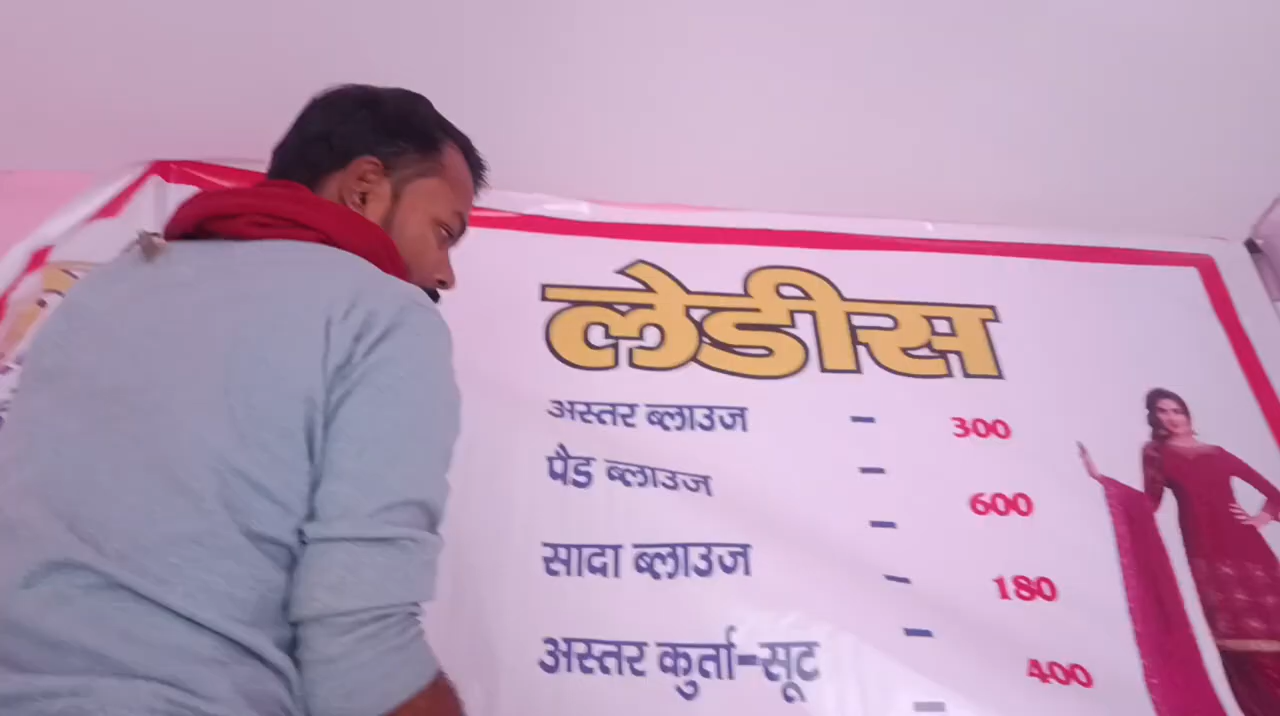 लेडीस
अस्तर ब्लाउज - 300
पैड ब्लाउज - 600
सादा ब्लाउज - 180
अस्तर कुर्ता-सूट - 400